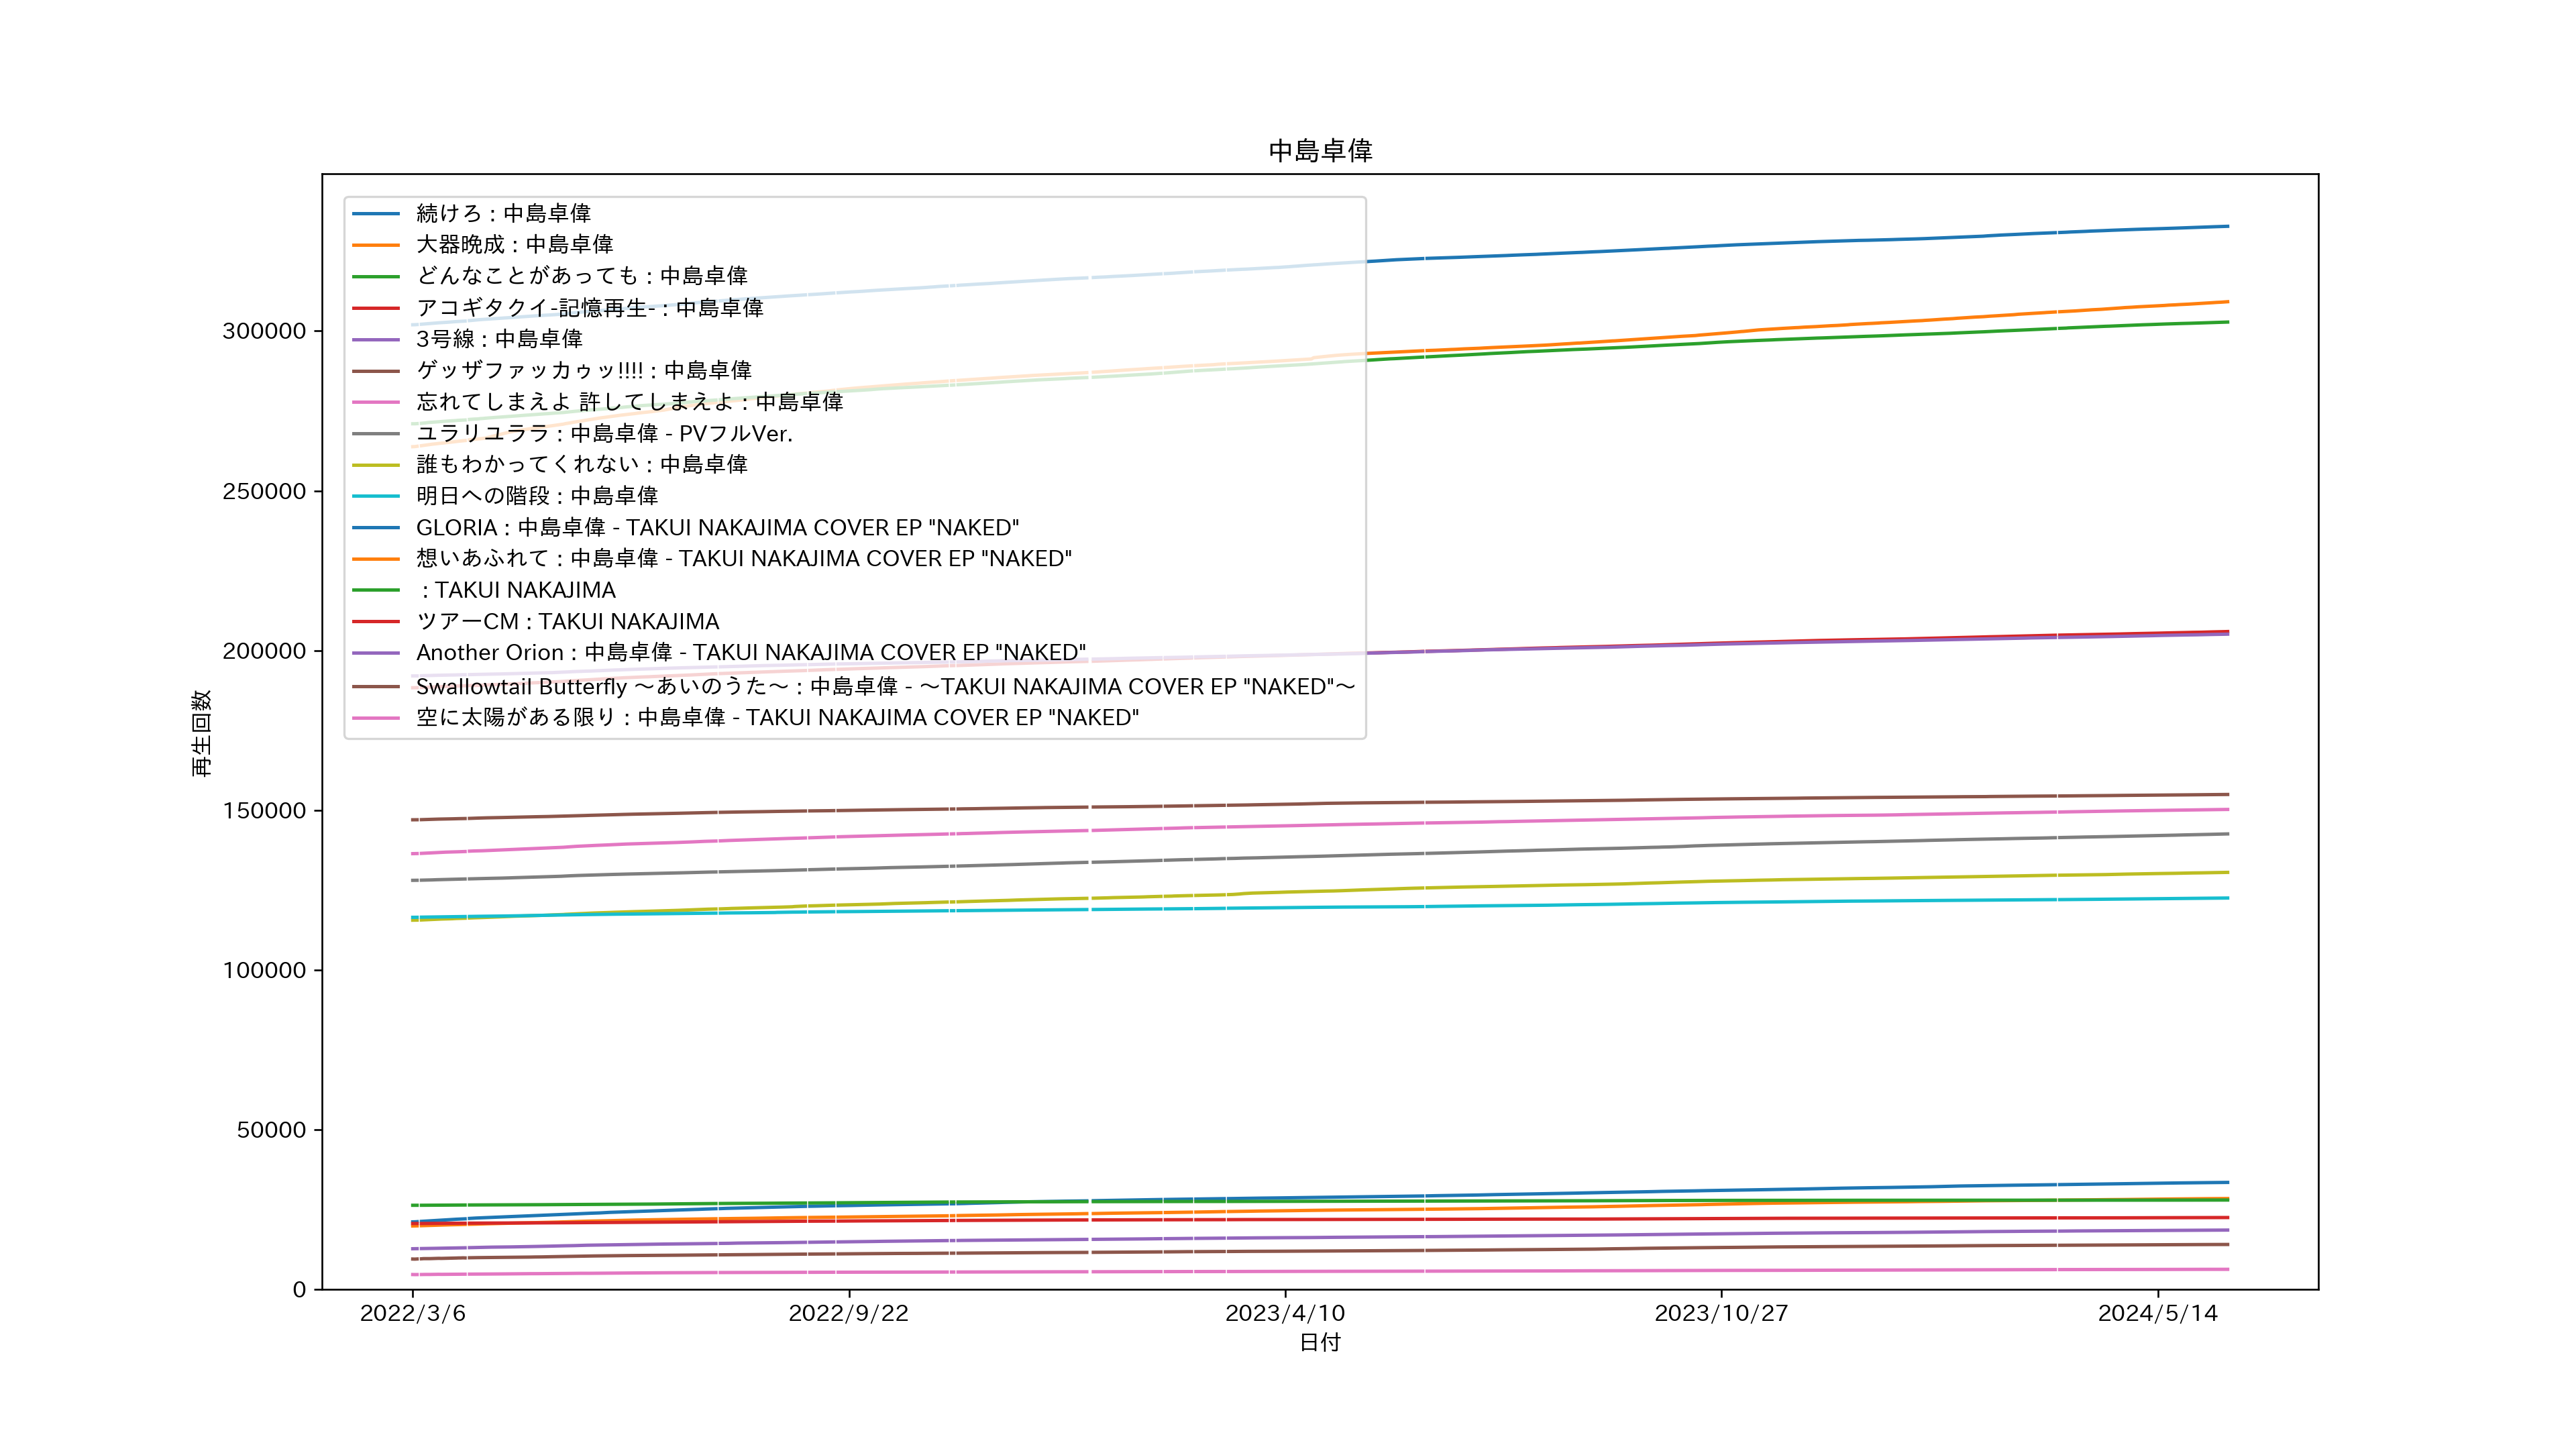 中島卓偉
続けろ : 中島卓偉
大器晩成 : 中島卓偉
どんなことがあっても : 中島卓偉
アコギタクイ-記憶再生- : 中島卓偉
3号線 : 中島卓偉
ゲッザファッカゥッ!!!! : 中島卓偉
忘れてしまえよ 許してしまえよ : 中島卓偉
ユラリユララ : 中島卓偉 - PVフルVer.
誰もわかってくれない : 中島卓偉
明日への階段 : 中島卓偉
GLORIA : 中島卓偉 - TAKUI NAKAJIMA COVER EP "NAKED"
想いあふれて : 中島卓偉 - TAKUI NAKAJIMA COVER EP "NAKED"
: TAKUI NAKAJIMA
ツアーCM : TAKUI NAKAJIMA
Another Orion : 中島卓偉 - TAKUI NAKAJIMA COVER EP "NAKED"
Swallowtail Butterfly 〜あいのうた〜 : 中島卓偉 - 〜TAKUI NAKAJIMA COVER EP "NAKED"〜
空に太陽がある限り : 中島卓偉 - TAKUI NAKAJIMA COVER EP "NAKED"
再生回数
300000
250000
200000
150000
100000
50000
0
2022/3/6
2022/9/22
2023/4/10
2023/10/27
2024/5/14
日付